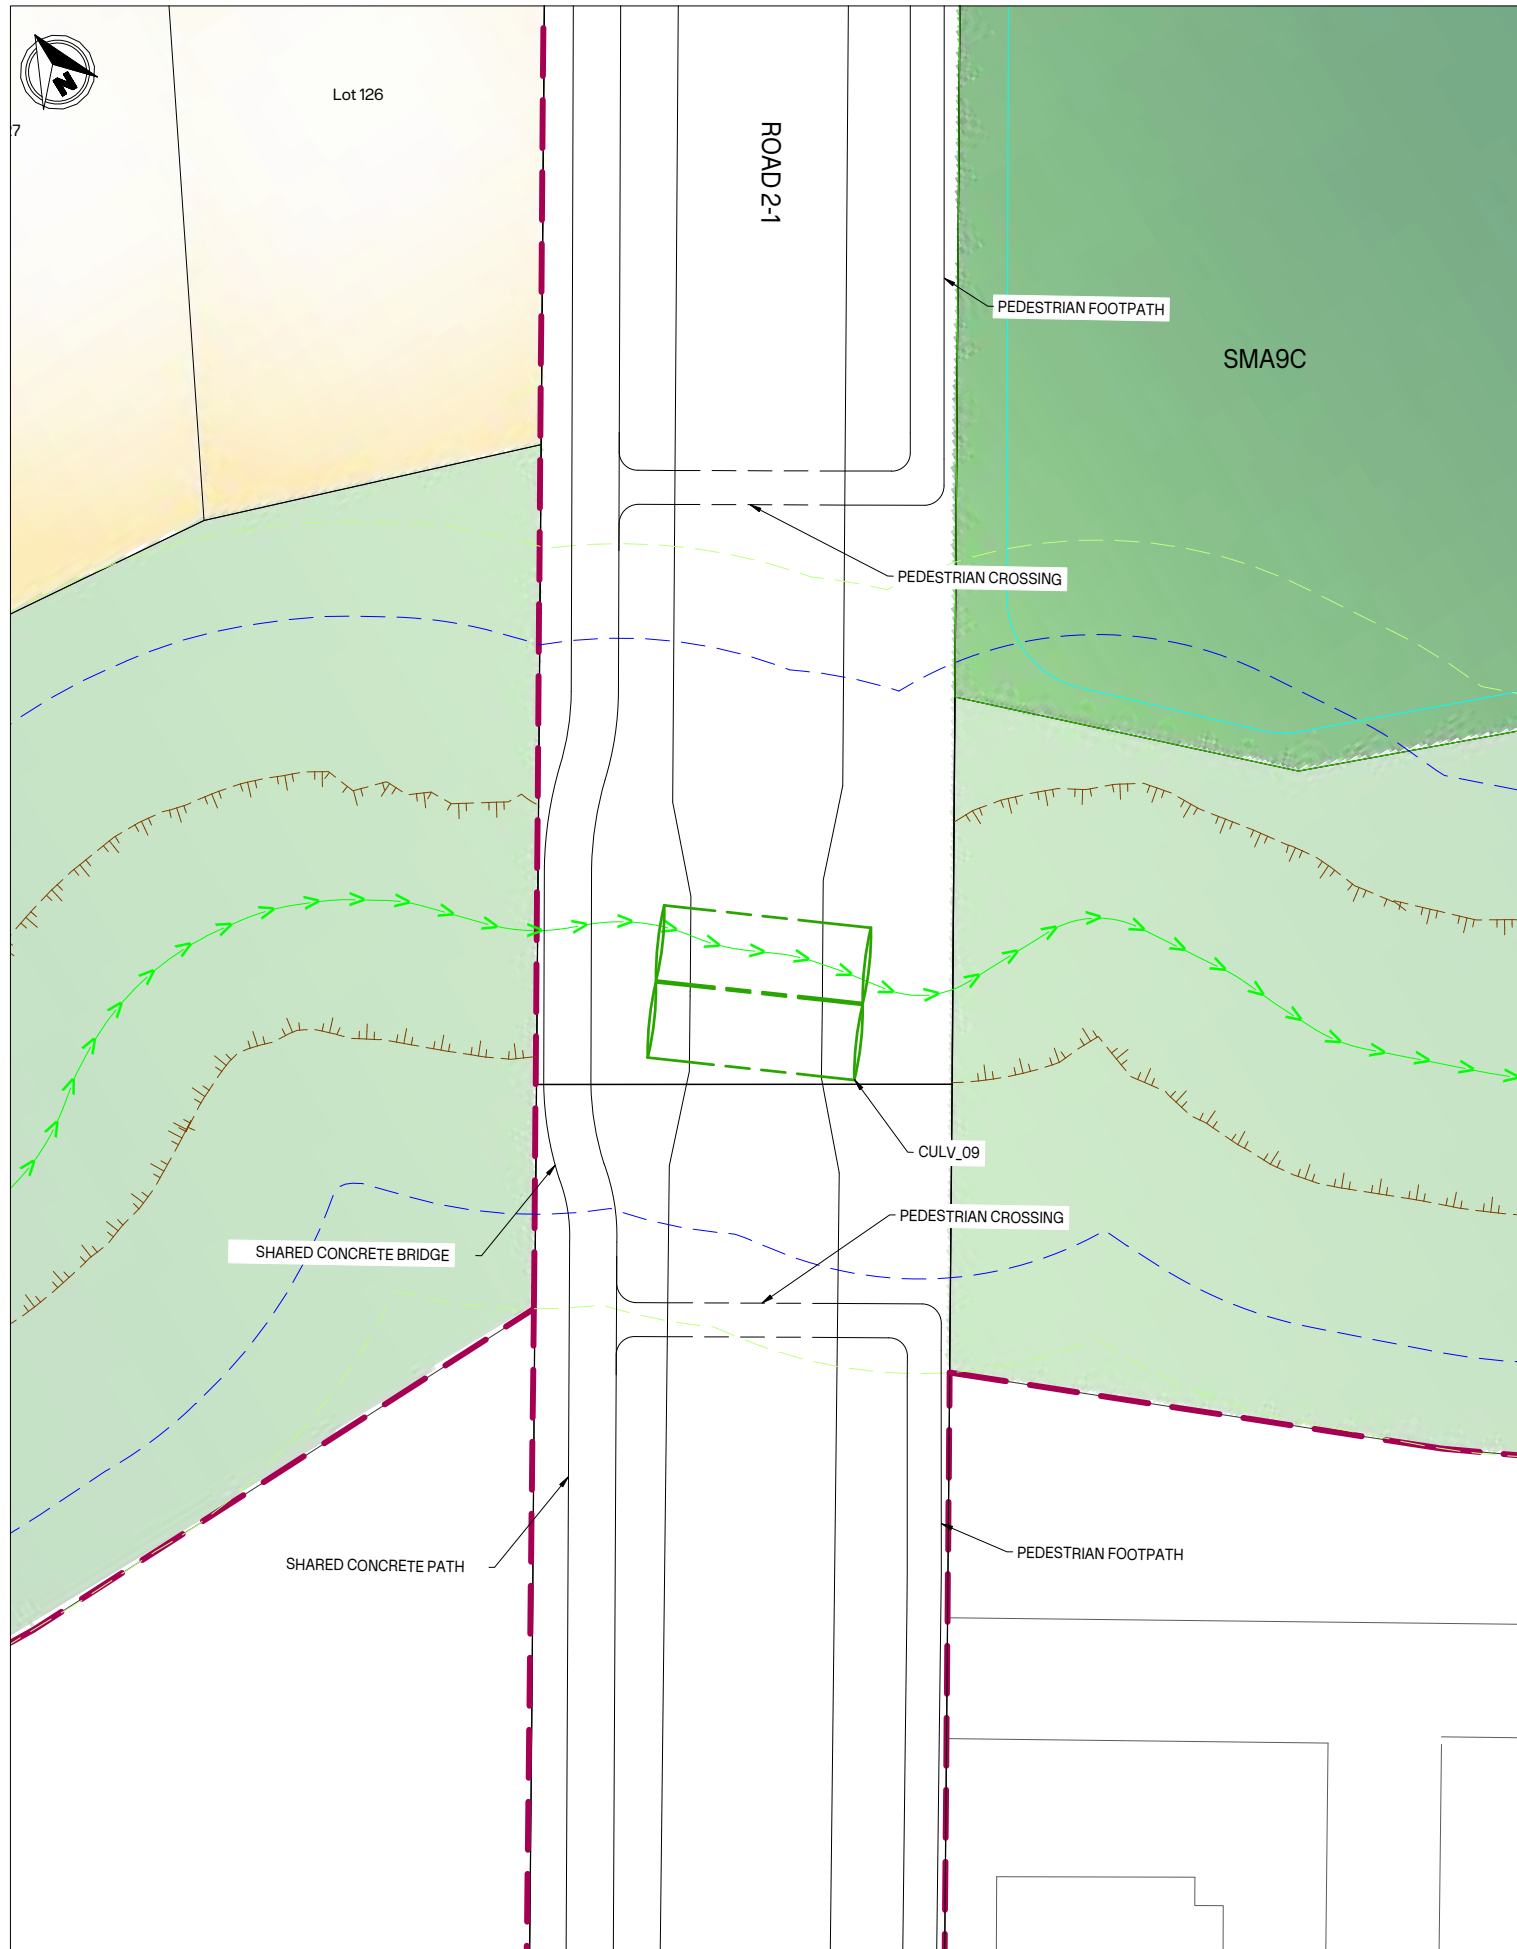 N
Lot 126
:7
ROAD 2-1
PEDESTRIAN FOOTPATH
SMA9C
PEDESTRIAN CROSSING
CULV_09
PEDESTRIAN CROSSING
SHARED CONCRETE BRIDGE
PEDESTRIAN FOOTPATH
SHARED CONCRETE PATH